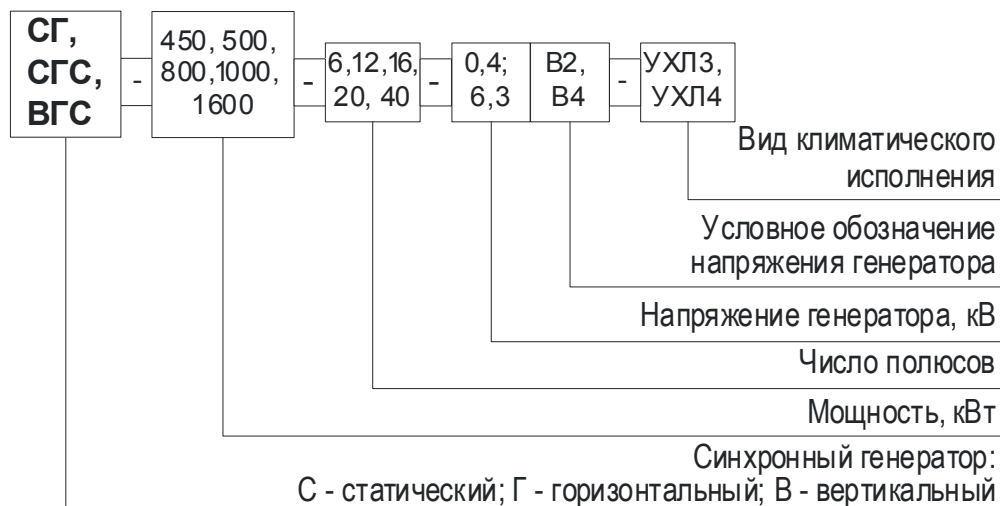 СГ,
СГС,
ВГС
-
450, 500,
800,1000,
1600
-
6,12,16,
20, 40
-
0,4;
6,3
В2,
В4
-
УХЛ3,
УХЛ4
Вид климатического
исполнения
Условное обозначение
напряжения генератора
Напряжение генератора, кВ
Число полюсов
Мощность, кВт
Синхронный генератор:
С - статический; Г - горизонтальный; В - вертикальный